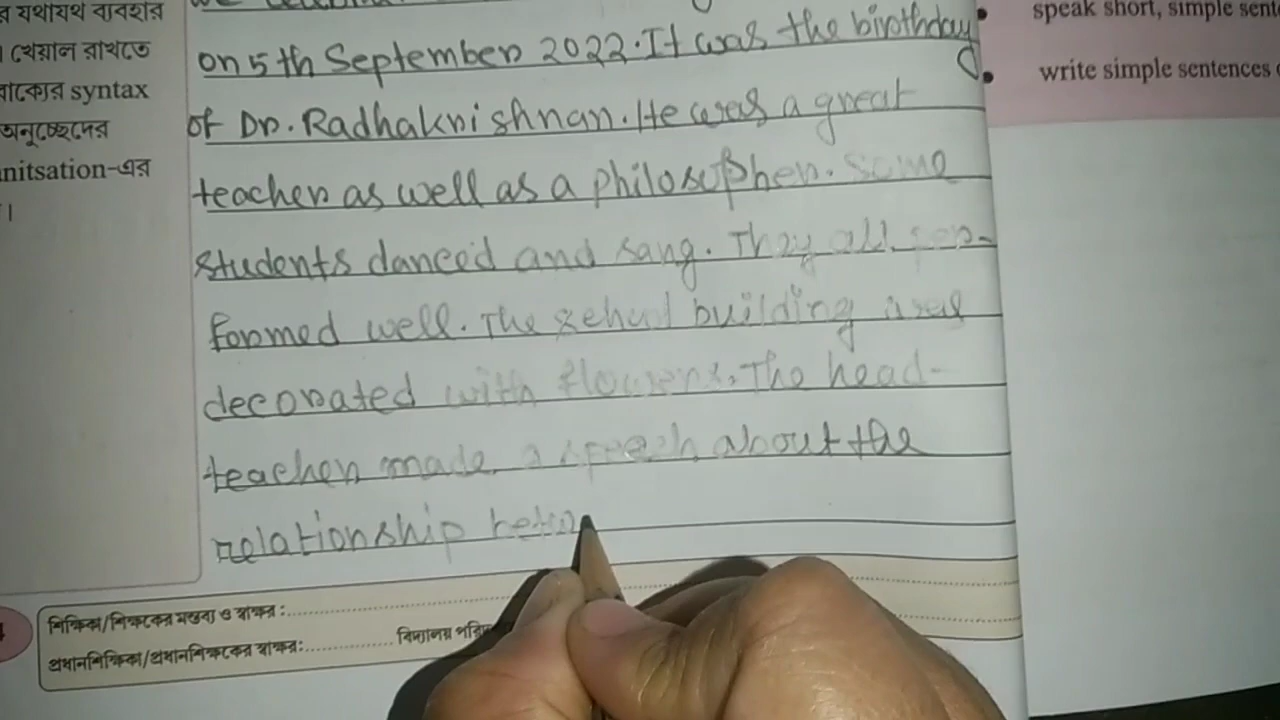 র যথাযথ ব্যবহার
। খেয়াল রাখতে
বাক্যের syntax
অনুচ্ছেদের
nitsation-এর
।
on 5th September 2022. It was the birthday
of Dr. Radhakrishnan. He was a great
teacher as well as a philosopher. Some
students danced and sang. They all per-
formed well. The school building was
decorated with flowers. The head-
teacher made a speech about the
relationship betw
speak short, simple sent
write simple sentences
শিক্ষিকা/শিক্ষকের মন্তব্য ও স্বাক্ষর :
প্রধানশিক্ষিকা/প্রধানশিক্ষকের স্বাক্ষর:
বিদ্যালয়